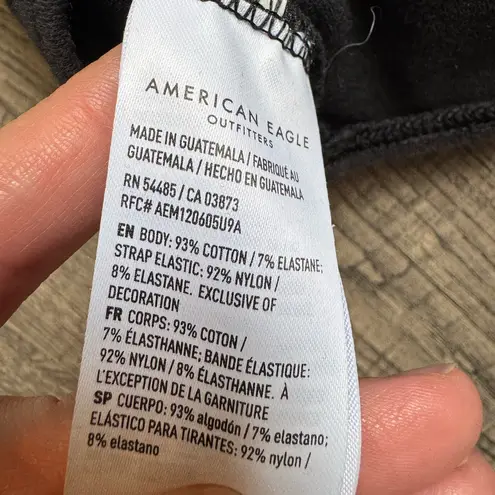 AMERICAN EAGLE
OUTFITTERS
MADE IN GUATEMALA / FABRIQUÉ AU
GUATEMALA / HECHO EN GUATEMALA
RN 54485 / CA 03873
RFC# AEM120605U9A
EN BODY: 93% COTTON / 7% ELASTANE;
STRAP ELASTIC: 92% NYLON /
8% ELASTANE. EXCLUSIVE OF
DECORATION
FR CORPS: 93% COTON /
7% ÉLASTHANNE; BANDE ÉLASTIQUE:
92% NYLON / 8% ÉLASTHANNE. À
L'EXCEPTION DE LA GARNITURE
SP CUERPO: 93% algodón / 7% elastano;
ELÁSTICO PARA TIRANTES: 92% nylon /
8% elastano